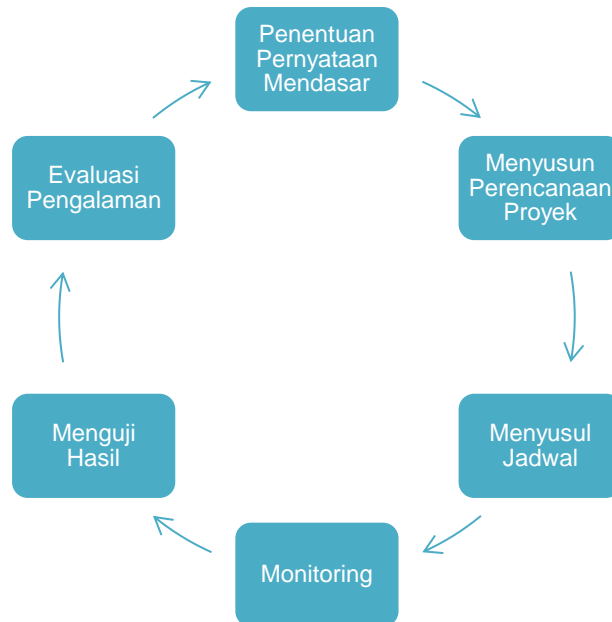 Penentuan
Pernyataan
Mendasar
Menyusun
Perencanaan
Proyek
Menyusul
Jadwal
Monitoring
Menguji
Hasil
Evaluasi
Pengalaman